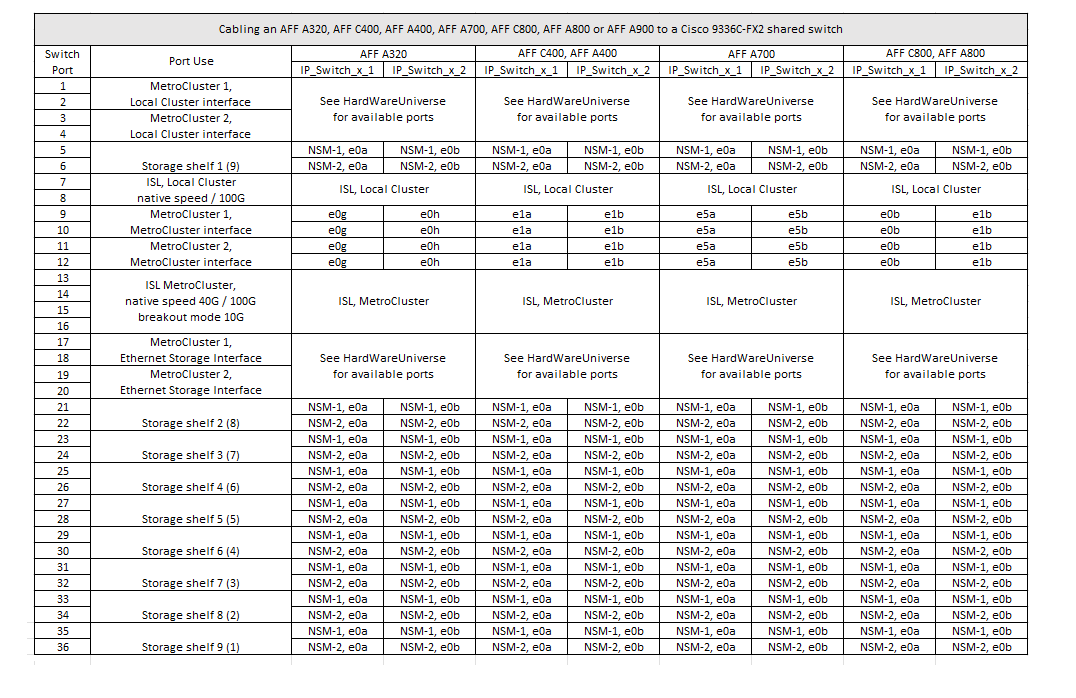 Cabling an AFF A320, AFF C400, AFF A400, AFF A700, AFF C800, AFF A800 or AFF A900 to a Cisco 9336C-FX2 shared switch
Switch Port | Port Use | AFF A320 | AFF C400, AFF A400 | AFF A700 | AFF C800, AFF A800
IP_Switch_x_1 | IP_Switch_x_2 | IP_Switch_x_1 | IP_Switch_x_2 | IP_Switch_x_1 | IP_Switch_x_2 | IP_Switch_x_1 | IP_Switch_x_2
1 | MetroCluster 1,
2 | Local Cluster interface | See HardWareUniverse | See HardWareUniverse | See HardWareUniverse | See HardWareUniverse
3 | MetroCluster 2, | for available ports | for available ports | for available ports | for available ports
4 | Local Cluster interface
5 | NSM-1, e0a | NSM-1, e0b | NSM-1, e0a | NSM-1, e0b | NSM-1, e0a | NSM-1, e0b | NSM-1, e0a | NSM-1, e0b
6 | Storage shelf 1 (9) | NSM-2, e0a | NSM-2, e0b | NSM-2, e0a | NSM-2, e0b | NSM-2, e0a | NSM-2, e0b | NSM-2, e0a | NSM-2, e0b
7 | ISL, Local Cluster | ISL, Local Cluster | ISL, Local Cluster | ISL, Local Cluster | ISL, Local Cluster
8 | native speed / 100G
9 | MetroCluster 1, | e0g | e0h | e1a | e1b | e5a | e5b | e0b | e1b
10 | MetroCluster interface | e0g | e0h | e1a | e1b | e5a | e5b | e0b | e1b
11 | MetroCluster 2, | e0g | e0h | e1a | e1b | e5a | e5b | e0b | e1b
12 | MetroCluster interface | e0g | e0h | e1a | e1b | e5a | e5b | e0b | e1b
13 | ISL MetroCluster,
14 | native speed 40G / 100G | ISL, MetroCluster | ISL, MetroCluster | ISL, MetroCluster | ISL, MetroCluster
15 | breakout mode 10G
16
17 | MetroCluster 1,
18 | Ethernet Storage Interface | See HardWareUniverse | See HardWareUniverse | See HardWareUniverse | See HardWareUniverse
19 | MetroCluster 2, | for available ports | for available ports | for available ports | for available ports
20 | Ethernet Storage Interface
21 | NSM-1, e0a | NSM-1, e0b | NSM-1, e0a | NSM-1, e0b | NSM-1, e0a | NSM-1, e0b | NSM-1, e0a | NSM-1, e0b
22 | Storage shelf 2 (8) | NSM-2, e0a | NSM-2, e0b | NSM-2, e0a | NSM-2, e0b | NSM-2, e0a | NSM-2, e0b | NSM-2, e0a | NSM-2, e0b
23 | NSM-1, e0a | NSM-1, e0b | NSM-1, e0a | NSM-1, e0b | NSM-1, e0a | NSM-1, e0b | NSM-1, e0a | NSM-1, e0b
24 | Storage shelf 3 (7) | NSM-2, e0a | NSM-2, e0b | NSM-2, e0a | NSM-2, e0b | NSM-2, e0a | NSM-2, e0b | NSM-2, e0a | NSM-2, e0b
25 | NSM-1, e0a | NSM-1, e0b | NSM-1, e0a | NSM-1, e0b | NSM-1, e0a | NSM-1, e0b | NSM-1, e0a | NSM-1, e0b
26 | Storage shelf 4 (6) | NSM-2, e0a | NSM-2, e0b | NSM-2, e0a | NSM-2, e0b | NSM-2, e0a | NSM-2, e0b | NSM-2, e0a | NSM-2, e0b
27 | NSM-1, e0a | NSM-1, e0b | NSM-1, e0a | NSM-1, e0b | NSM-1, e0a | NSM-1, e0b | NSM-1, e0a | NSM-1, e0b
28 | Storage shelf 5 (5) | NSM-2, e0a | NSM-2, e0b | NSM-2, e0a | NSM-2, e0b | NSM-2, e0a | NSM-2, e0b | NSM-2, e0a | NSM-2, e0b
29 | NSM-1, e0a | NSM-1, e0b | NSM-1, e0a | NSM-1, e0b | NSM-1, e0a | NSM-1, e0b | NSM-1, e0a | NSM-1, e0b
30 | Storage shelf 6 (4) | NSM-2, e0a | NSM-2, e0b | NSM-2, e0a | NSM-2, e0b | NSM-2, e0a | NSM-2, e0b | NSM-2, e0a | NSM-2, e0b
31 | NSM-1, e0a | NSM-1, e0b | NSM-1, e0a | NSM-1, e0b | NSM-1, e0a | NSM-1, e0b | NSM-1, e0a | NSM-1, e0b
32 | Storage shelf 7 (3) | NSM-2, e0a | NSM-2, e0b | NSM-2, e0a | NSM-2, e0b | NSM-2, e0a | NSM-2, e0b | NSM-2, e0a | NSM-2, e0b
33 | NSM-1, e0a | NSM-1, e0b | NSM-1, e0a | NSM-1, e0b | NSM-1, e0a | NSM-1, e0b | NSM-1, e0a | NSM-1, e0b
34 | Storage shelf 8 (2) | NSM-2, e0a | NSM-2, e0b | NSM-2, e0a | NSM-2, e0b | NSM-2, e0a | NSM-2, e0b | NSM-2, e0a | NSM-2, e0b
35 | NSM-1, e0a | NSM-1, e0b | NSM-1, e0a | NSM-1, e0b | NSM-1, e0a | NSM-1, e0b | NSM-1, e0a | NSM-1, e0b
36 | Storage shelf 9 (1) | NSM-2, e0a | NSM-2, e0b | NSM-2, e0a | NSM-2, e0b | NSM-2, e0a | NSM-2, e0b | NSM-2, e0a | NSM-2, e0b